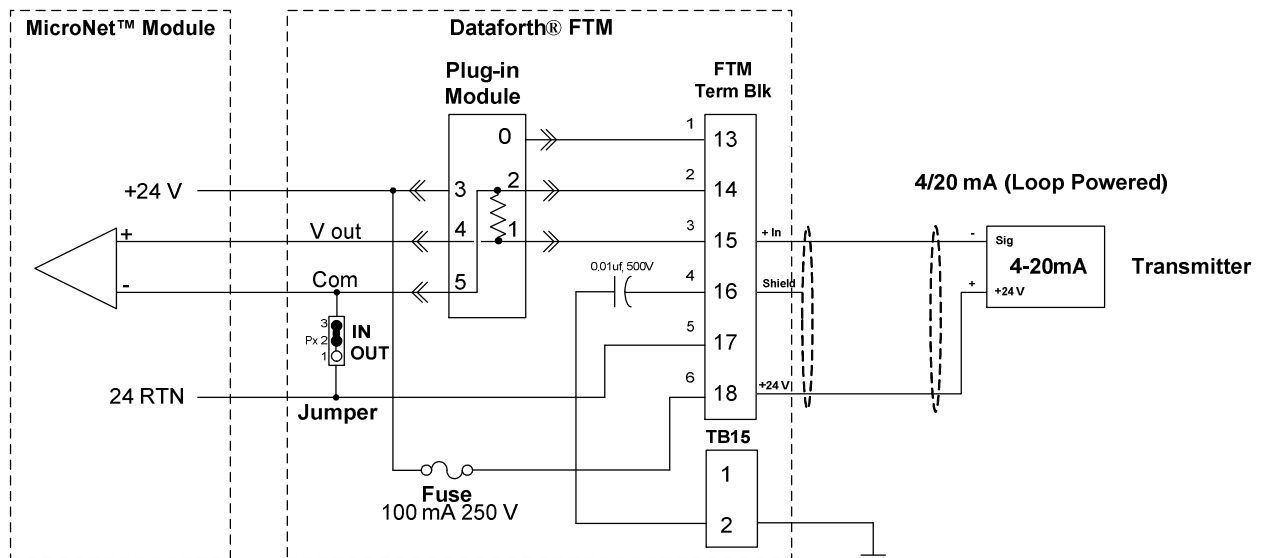 MicroNet™ Module
Dataforth® FTM
Plug-in
Module
FTM
Term Blk
0
1
13
+24 V
3
2
2
14
4/20 mA (Loop Powered)
V out
4
1
3
15
+ In
+
-
Sig
4-20mA
+24 V
+
Transmitter
Com
5
0.01uf, 500V
4
16
Shield
-
3
Px 2
1
IN
OUT
5
17
24 RTN
Jumper
6
18
+24 V
TB15
1
2
Fuse
100 mA 250 V